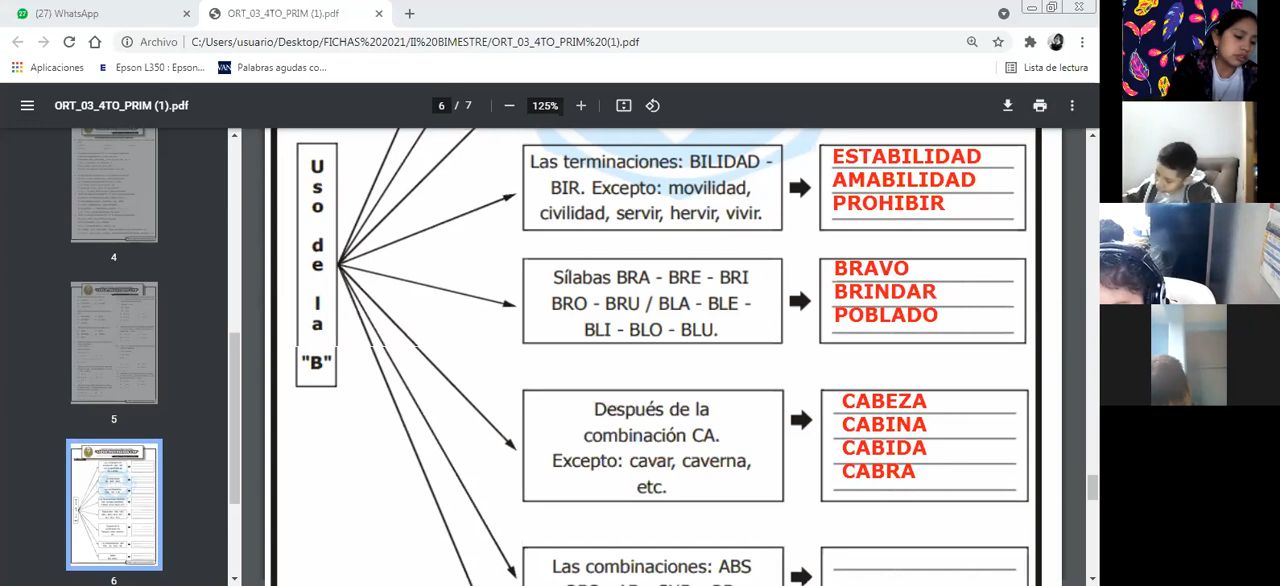 (27) WhatsApp
ORT_03_4TO_PRIM (1).pdf
Archivo
C:/Users/usuario/Desktop/FICHAS%202021/II%20BIMESTRE/ORT_03_4TO_PRIM%20(1).pdf
Aplicaciones
Epson L350 : Epson...
Palabras agudas co...
Lista de lectura
ORT_03_4TO_PRIM (1).pdf
6 / 7
125%
4
5
6
Uso de la "B"
Las terminaciones: BILIDAD -
BIR. Excepto: movilidad,
civilidad, servir, hervir, vivir.
ESTABILIDAD
AMABILIDAD
PROHIBIR
Sílabas BRA - BRE - BRI
BRO - BRU / BLA - BLE -
BLI - BLO - BLU.
BRAVO
BRINDAR
POBLADO
Después de la
combinación CA.
Excepto: cavar, caverna,
etc.
CABEZA
CABINA
CABIDA
CABRA
Las combinaciones: ABS